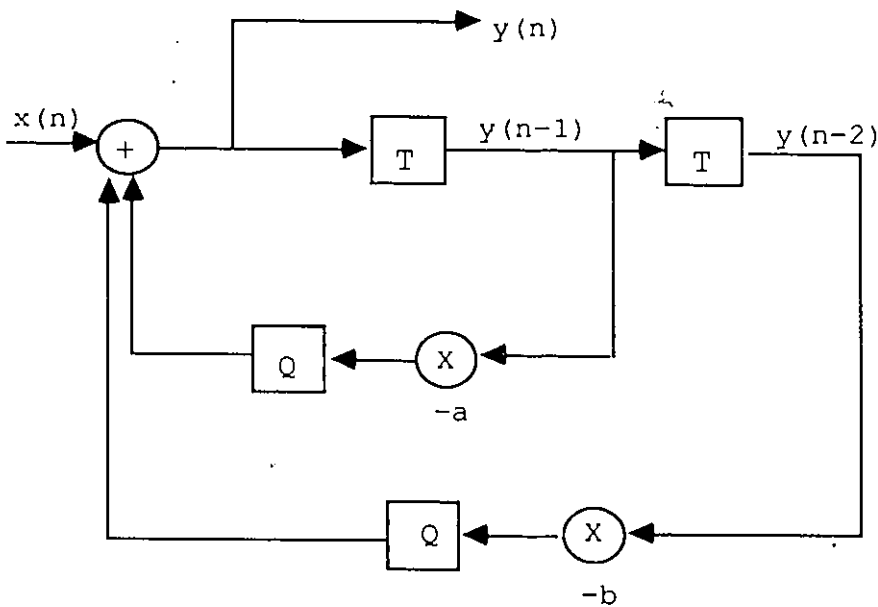 y(n)
x(n)
+
T
y(n-1)
T
y(n-2)
Q
X
-a
Q
X
-b